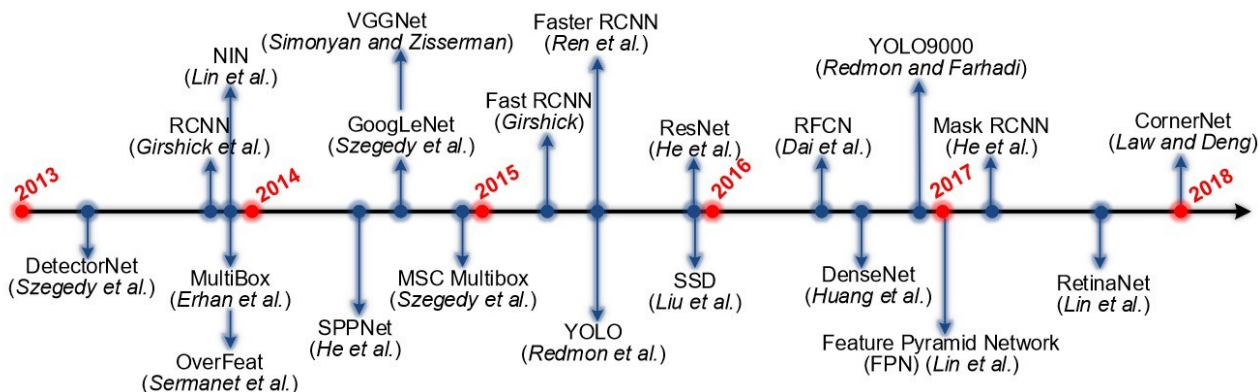 VGGNet
(Simonyan and Zisserman)
Faster RCNN
(Ren et al.)
NIN
(Lin et al.)
YOLO9000
(Redmon and Farhadi)
RCNN
(Girshick et al.)
GoogLeNet
(Szegedy et al.)
Fast RCNN
(Girshick)
ResNet
(He et al.)
RFCN
(Dai et al.)
Mask RCNN
(He et al.)
CornerNet
(Law and Deng)
2013
2014
2015
2016
2017
2018
DetectorNet
(Szegedy et al.)
MultiBox
(Erhan et al.)
OverFeat
(Sermanet et al.)
SPPNet
(He et al.)
MSC Multibox
(Szegedy et al.)
YOLO
(Redmon et al.)
SSD
(Liu et al.)
DenseNet
(Huang et al.)
Feature Pyramid Network
(FPN) (Lin et al.)
RetinaNet
(Lin et al.)